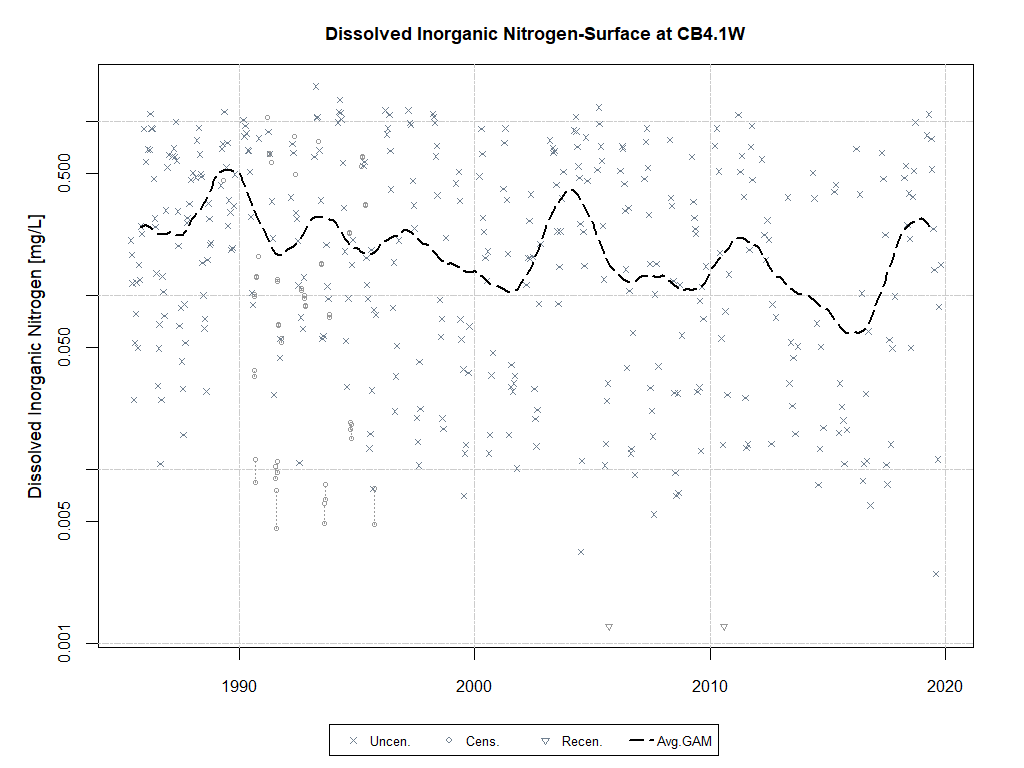 Dissolved Inorganic Nitrogen-Surface at CB4.1W
Dissolved Inorganic Nitrogen [mg/L]
0.500
0.050
0.005
0.001
1990 2000 2010 2020
Uncen. Cens. Recen. Avg.GAM